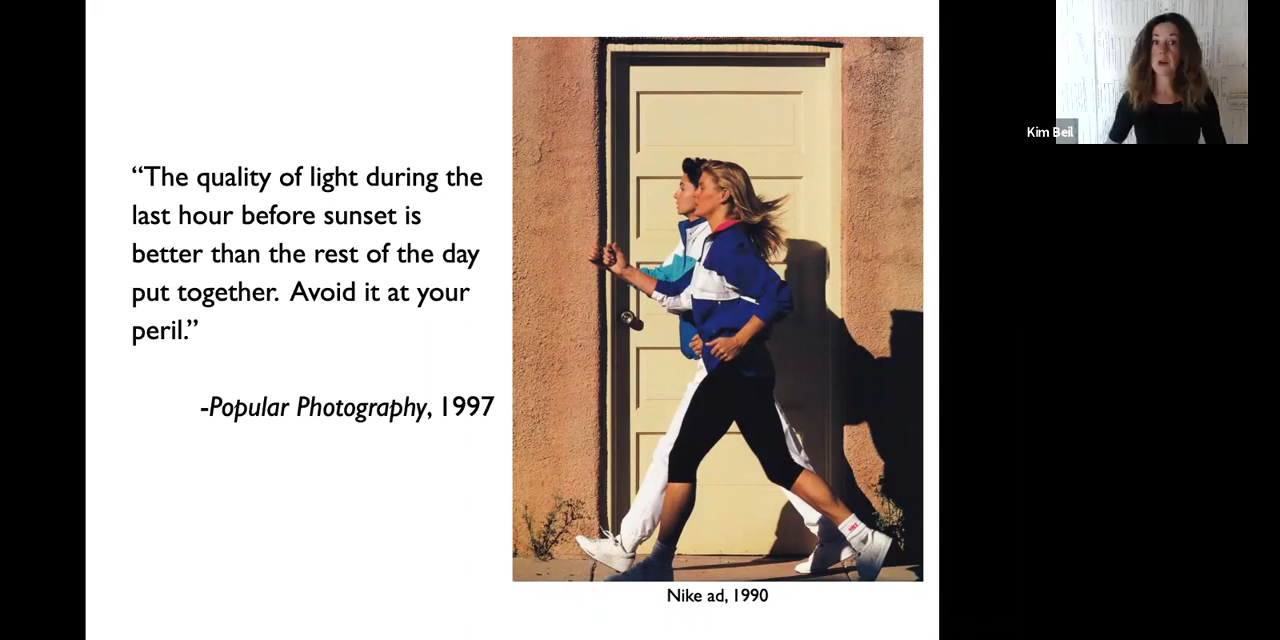 “The quality of light during the
last hour before sunset is
better than the rest of the day
put together.  Avoid it at your
peril.”
-Popular Photography, 1997
Nike ad, 1990
Kim Beil